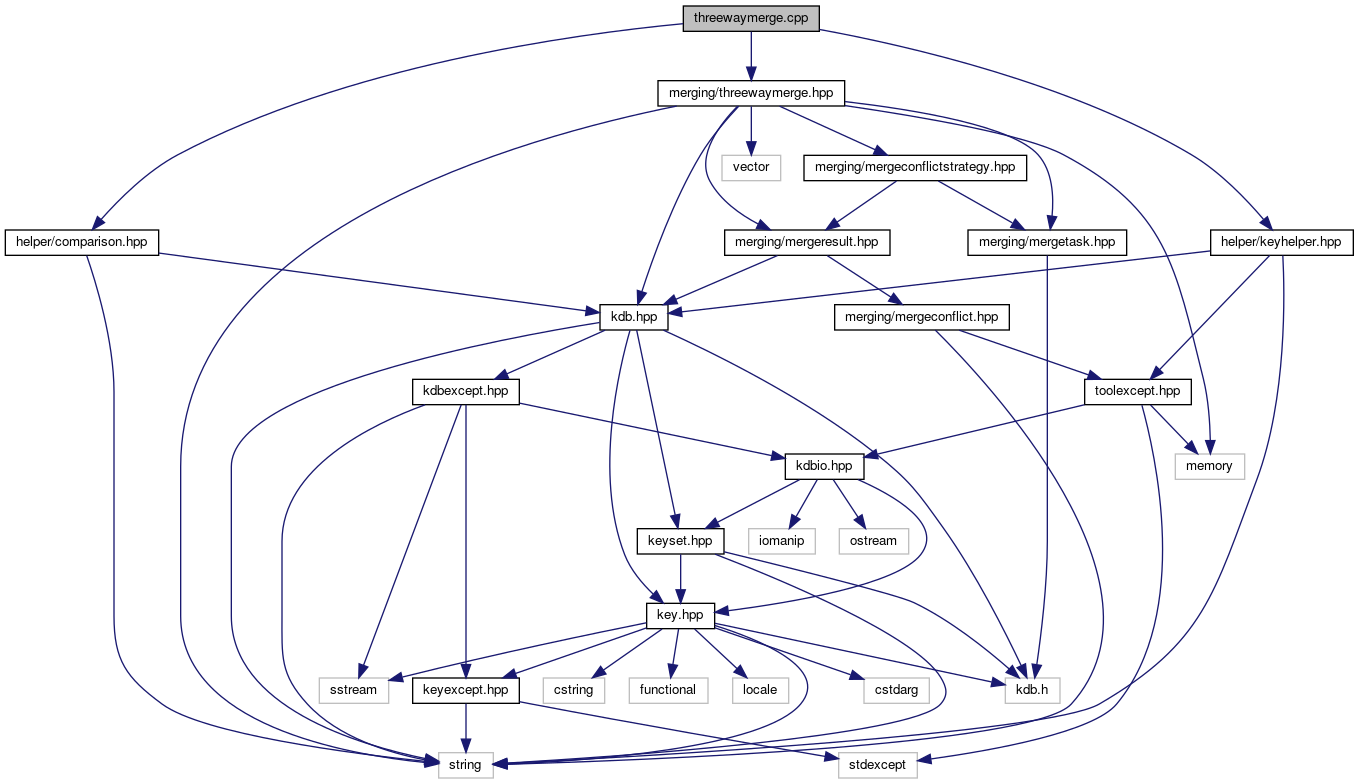 threewaymerge.cpp
merging/threewaymerge.hpp
vector
merging/mergeconflictstrategy.hpp
helper/comparison.hpp
merging/mergeresult.hpp
merging/mergetask.hpp
helper/keyhelper.hpp
kdb.hpp
merging/mergeconflict.hpp
kdbexcept.hpp
toolexcept.hpp
kdbio.hpp
memory
keyset.hpp
iomanip
ostream
key.hpp
sstream
keyexcept.hpp
cstring
functional
locale
cstdarg
kdb.h
string
stdexcept